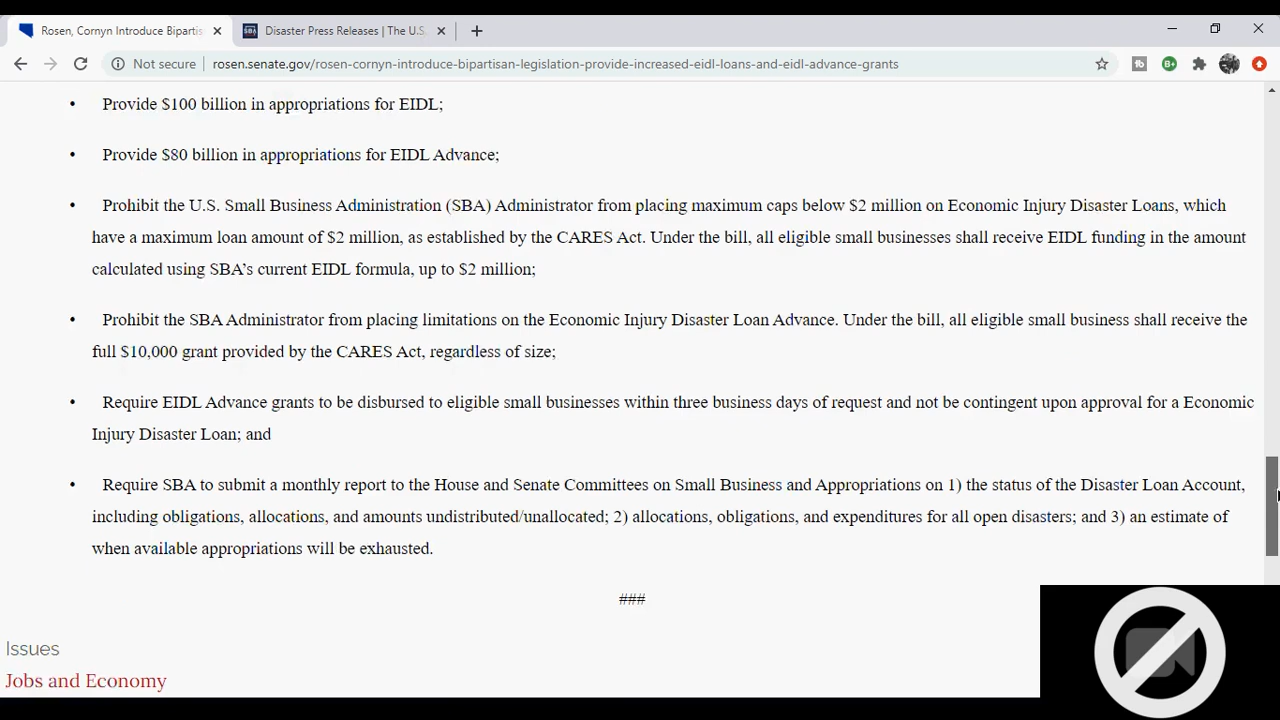 Rosen, Cornyn Introduce Bipartis
Disaster Press Releases | The U.S.
Not secure
rosen.senate.gov/rosen-cornyn-introduce-bipartisan-legislation-provide-increased-eidl-loans-and-eidl-advance-grants
• Provide $100 billion in appropriations for EIDL;
• Provide $80 billion in appropriations for EIDL Advance;
• Prohibit the U.S. Small Business Administration (SBA) Administrator from placing maximum caps below $2 million on Economic Injury Disaster Loans, which
have a maximum loan amount of $2 million, as established by the CARES Act. Under the bill, all eligible small businesses shall receive EIDL funding in the amount
calculated using SBA's current EIDL formula, up to $2 million;
• Prohibit the SBA Administrator from placing limitations on the Economic Injury Disaster Loan Advance. Under the bill, all eligible small business shall receive the
full $10,000 grant provided by the CARES Act, regardless of size;
• Require EIDL Advance grants to be disbursed to eligible small businesses within three business days of request and not be contingent upon approval for a Economic
Injury Disaster Loan; and
• Require SBA to submit a monthly report to the House and Senate Committees on Small Business and Appropriations on 1) the status of the Disaster Loan Account,
including obligations, allocations, and amounts undistributed/unallocated; 2) allocations, obligations, and expenditures for all open disasters; and 3) an estimate of
when available appropriations will be exhausted.
###
Issues
Jobs and Economy